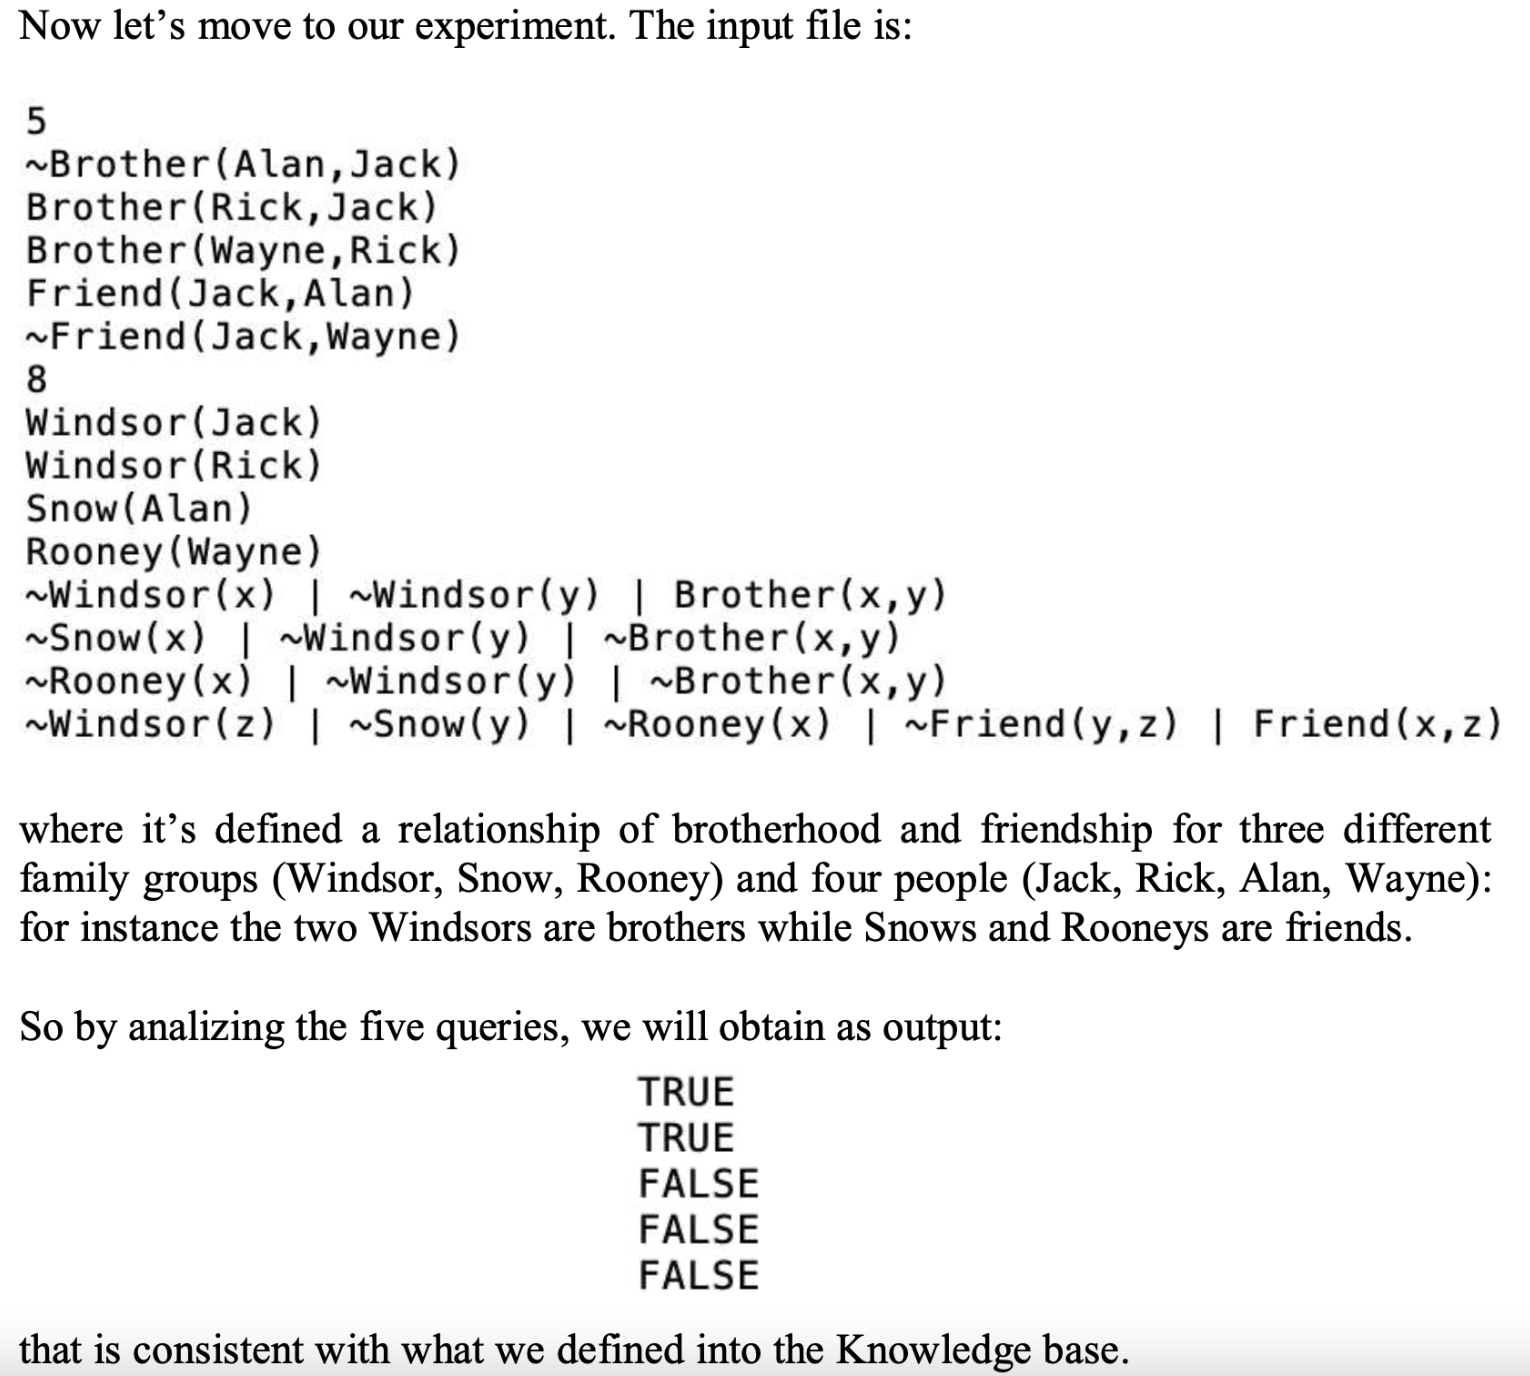 Now let’s move to our experiment. The input file is:
5
~Brother(Alan,Jack)
Brother(Rick,Jack)
Brother(Wayne,Rick)
Friend(Jack,Alan)
~Friend(Jack,Wayne)
8
Windsor(Jack)
Windsor(Rick)
Snow(Alan)
Rooney(Wayne)
~Windsor(x) | ~Windsor(y) | Brother(x,y)
~Snow(x) | ~Windsor(y) | ~Brother(x,y)
~Rooney(x) | ~Windsor(y) | ~Brother(x,y)
~Windsor(z) | ~Snow(y) | ~Rooney(x) | ~Friend(y,z) | Friend(x,z)
where it’s defined a relationship of brotherhood and friendship for three different
family groups (Windsor, Snow, Rooney) and four people (Jack, Rick, Alan, Wayne):
for instance the two Windsors are brothers while Snows and Rooneys are friends.
So by analizing the five queries, we will obtain as output:
TRUE
TRUE
FALSE
FALSE
FALSE
that is consistent with what we defined into the Knowledge base.